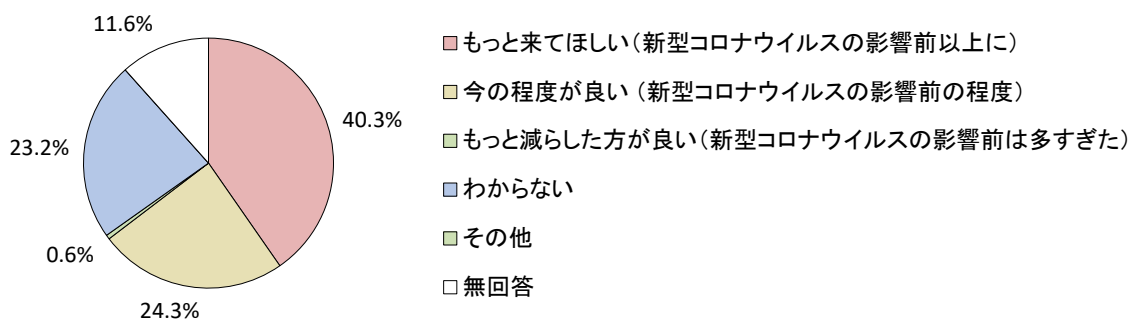 11.6%
40.3%
23.2%
0.6%
24.3%
もっと来てほしい(新型コロナウイルスの影響前以上に)
今の程度が良い (新型コロナウイルスの影響前の程度)
もっと減らした方が良い(新型コロナウイルスの影響前は多すぎた)
わからない
その他
無回答